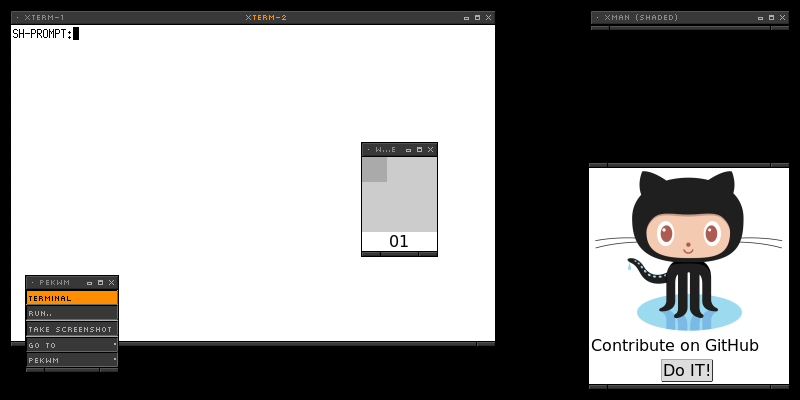 XTERM-1 XTERM-2
XMAN (SHADED)
SH-PROMPT:
W...E
01
PEKWM
TERMINAL
RUN..
TAKE SCREENSHOT
GO TO
PEKWM
Contribute on GitHub
Do IT!